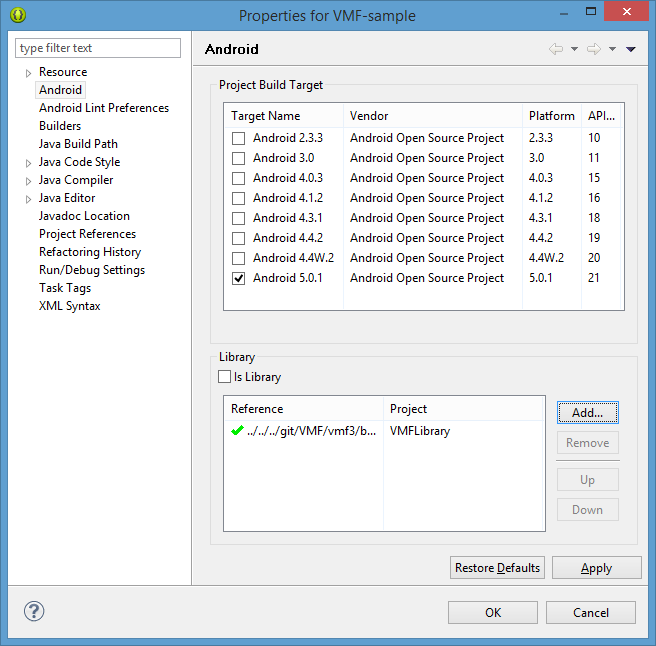 Properties for VMF-sample
type filter text
Resource
Android
Android Lint Preferences
Builders
Java Build Path
Java Code Style
Java Compiler
Java Editor
Javadoc Location
Project References
Refactoring History
Run/Debug Settings
Task Tags
XML Syntax
Android
Project Build Target
Target Name Vendor Platform API...
Android 2.3.3 Android Open Source Project 2.3.3 10
Android 3.0 Android Open Source Project 3.0 11
Android 4.0.3 Android Open Source Project 4.0.3 15
Android 4.1.2 Android Open Source Project 4.1.2 16
Android 4.3.1 Android Open Source Project 4.3.1 18
Android 4.4.2 Android Open Source Project 4.4.2 19
Android 4.4W.2 Android Open Source Project 4.4W.2 20
Android 5.0.1 Android Open Source Project 5.0.1 21
Library
Is Library
Reference Project
../../../git/VMF/vmf3/b... VMFLibrary
Add...
Remove
Up
Down
Restore Defaults Apply
? OK Cancel